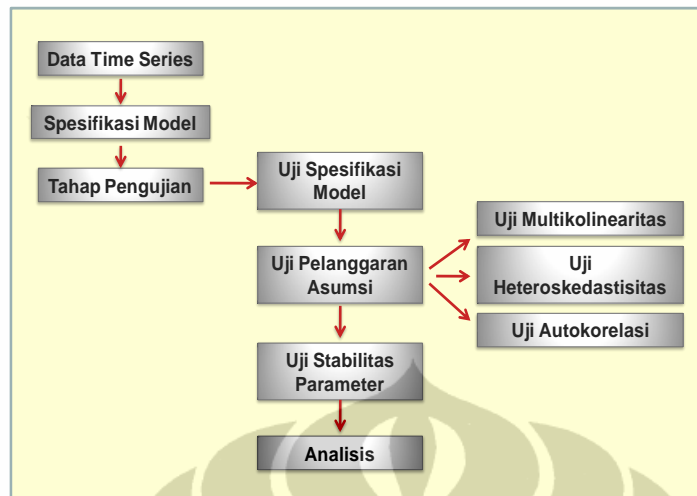 Data Time Series
Spesifikasi Model
Tahap Pengujian
Uji Spesifikasi
Model
Uji Pelanggaran
Asumsi
Uji Multikolinearitas
Uji
Heteroskedastisitas
Uji Autokorelasi
Uji Stabilitas
Parameter
Analisis